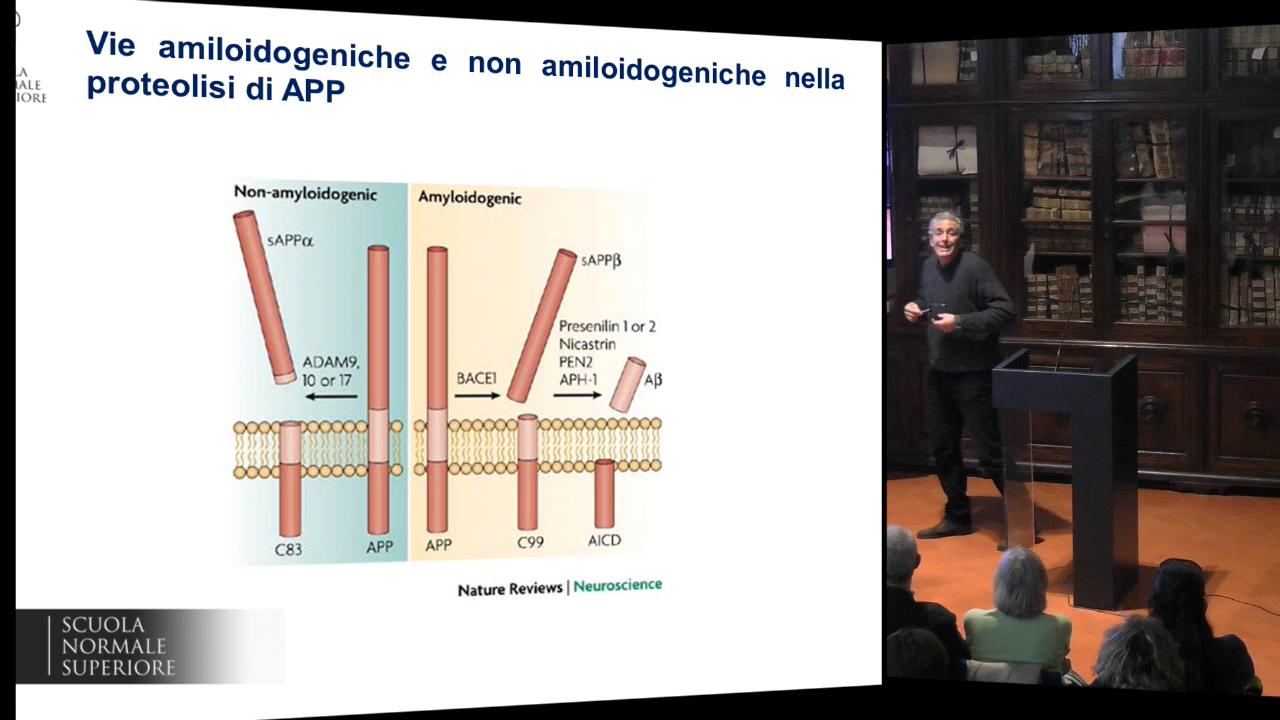 Vie amiloidogeniche e non amiloidogeniche nella
proteolisi di APP
Non-amyloidogenic
Amyloidogenic
sAPPα
sAPPβ
ADAM9,
10 or 17
BACE1
Presenilin 1 or 2
Nicastrin
PEN2
APH-1
Aβ
C83
APP
APP
C99
AICD
Nature Reviews | Neuroscience
SCUOLA
NORMALE
SUPERIORE